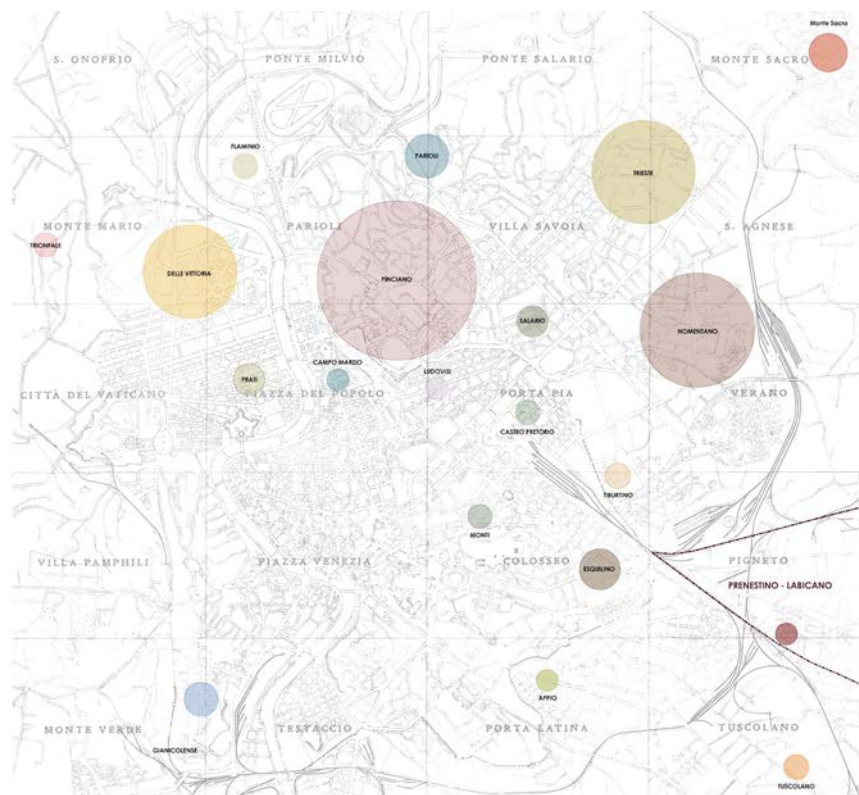 Monte Sacro
S. ONOFRIO
PONTE MILVIO
PONTE SALARIO
MONTE SACRO
FLAMINIO
PARIOLI
TRIESTE
MONTE MARIO
PARIOLI
VILLA SAVOIA
S. AGNESE
TRIONFALE
DELLE VITTORIA
PINCIANO
SALARIO
NOMENTANO
CAMPO MARZIO
LUDOVISI
PRATI
CITTÀ DEL VATICANO
PIAZZA DEL POPOLO
PORTA PIA
VERANO
CASTRO PRETORIO
TIBURTINO
MONTI
VILLA PAMPHILI
PIAZZA VENEZIA
COLOSSEO
PIGNETO
ESQUILINO
PRENESTINO - LABICANO
APPIO
MONTE VERDE
TESTACCIO
PORTA LATINA
TUSCOLANO
GIANICOLENSE
TUSCOLANO